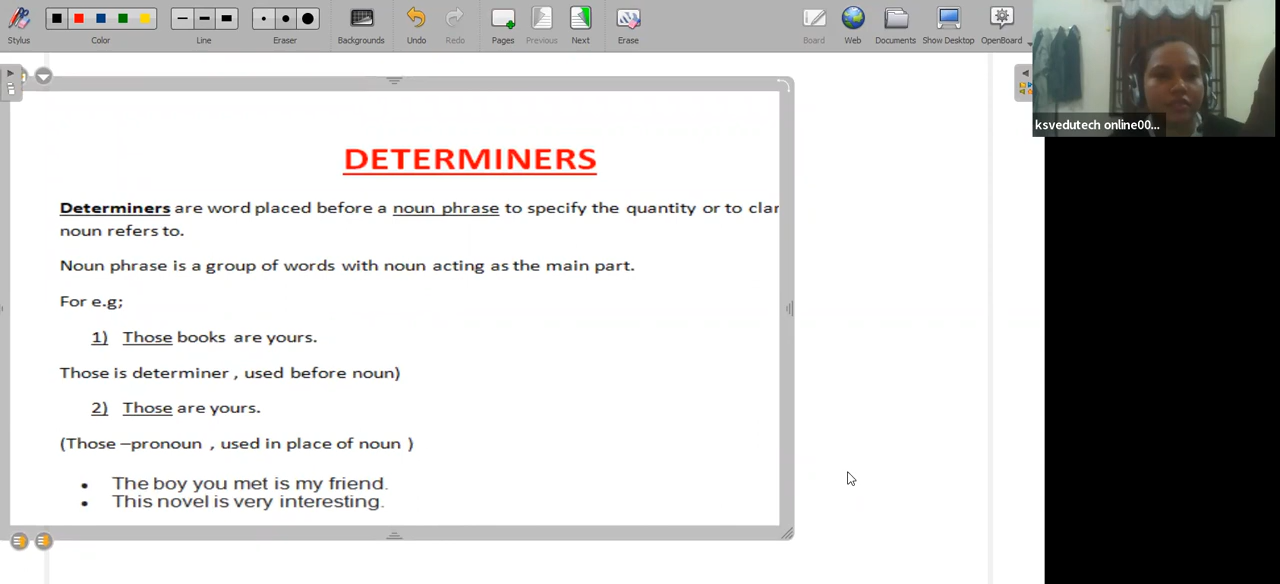 Stylus Color Line Eraser Backgrounds Undo Redo Pages Previous Next Erase Board Web Documents Show Desktop OpenBoard
ksvedutech online00...
DETERMINERS
Determiners are word placed before a noun phrase to specify the quantity or to clar
noun refers to.
Noun phrase is a group of words with noun acting as the main part.
For e.g;
1) Those books are yours.
Those is determiner , used before noun)
2) Those are yours.
(Those –pronoun , used in place of noun )
• The boy you met is my friend.
• This novel is very interesting.